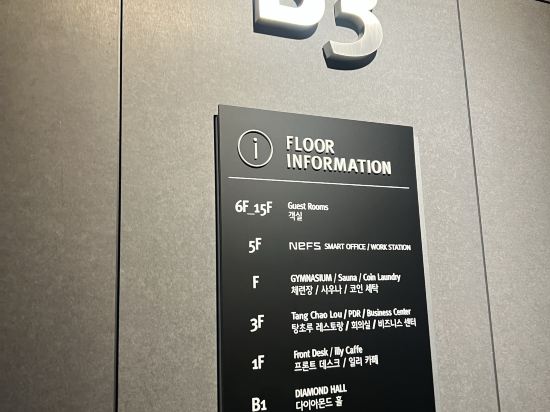 B3
FLOOR
INFORMATION
6F_15F
Guest Rooms
객실
5F
NEFS SMART OFFICE / WORK STATION
F
GYMNASIUM / Sauna / Coin Laundry
체련장 / 사우나 / 코인 세탁
3F
Tang Chao Lou / PDR / Business Center
탕초루 레스토랑 / 회의실 / 비즈니스 센터
1F
Front Desk / Illy Caffe
프론트 데스크 / 일리 카페
B1
DIAMOND HALL
다이아몬드 홀